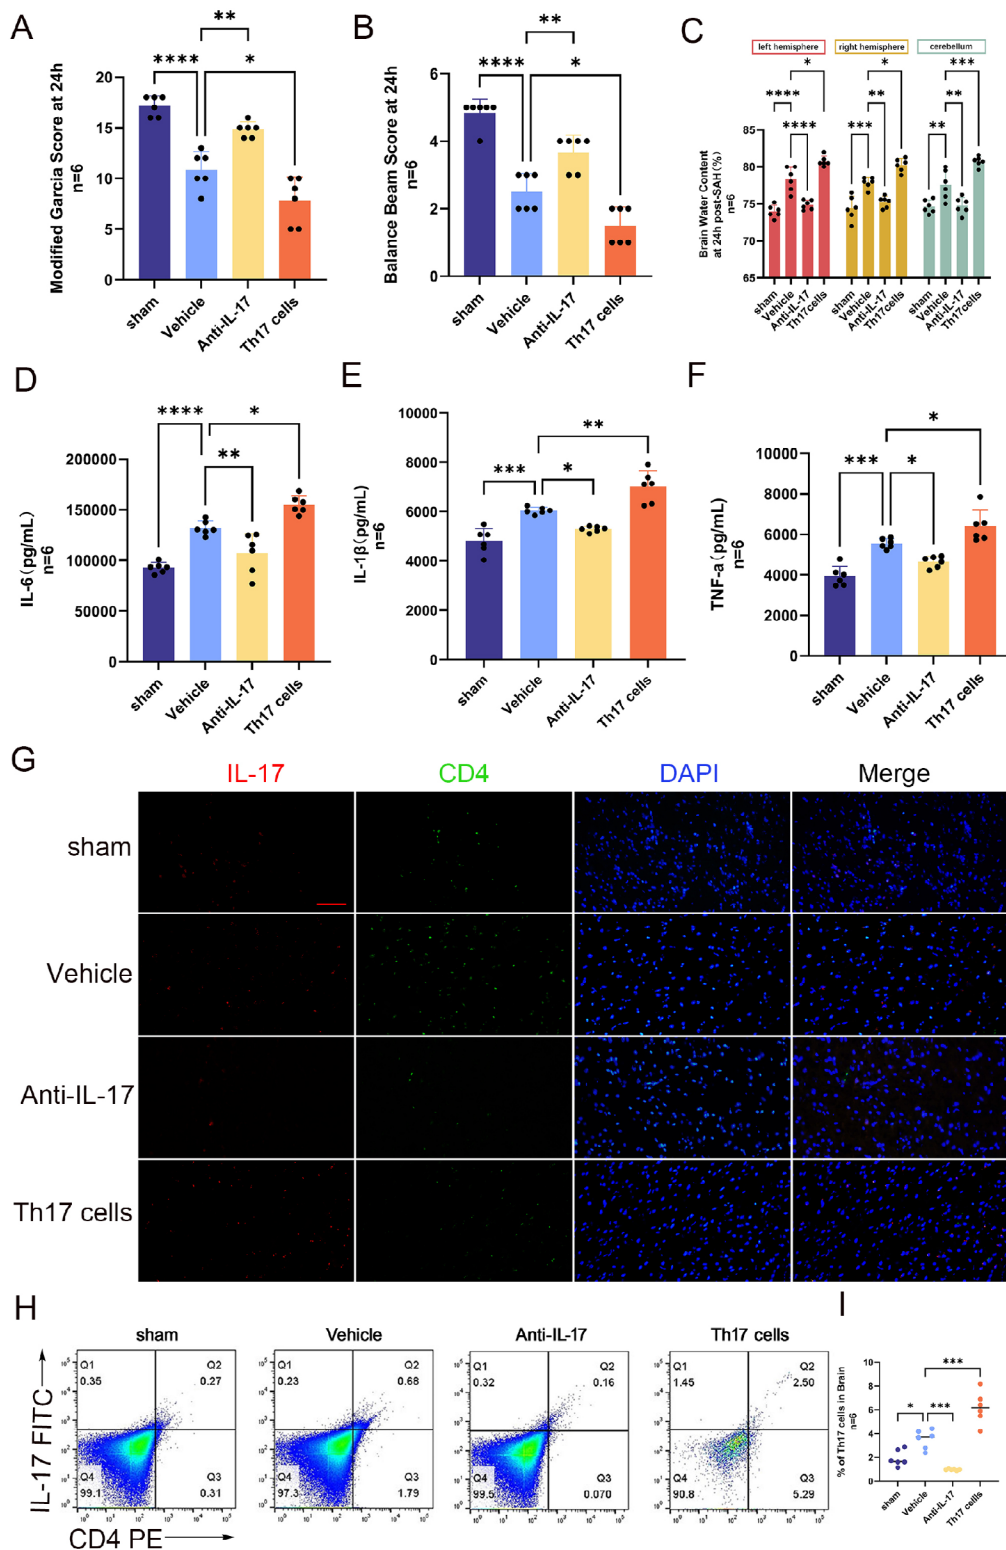 A
Modified Garcia Score at 24h
n=6
20
15
10
5
0
****
**
*
sham
Vehicle
Anti-IL-17
Th17 cells
B
Balance Beam Score at 24h
n=6
6
4
2
0
****
**
*
sham
Vehicle
Anti-IL-17
Th17 cells
C
left hemisphere
right hemisphere
cerebellum
Brain Water Content
at 24h post-SAH (%)
n=6
85
80
75
70
65
*
****
****
*
**
***
***
**
**
sham
Vehicle
Anti-IL-17
Th17cells
sham
Vehicle
Anti-IL-17
Th17cells
sham
Vehicle
Anti-IL-17
Th17cells
D
IL-6(pg/mL)
n=6
200000
150000
100000
50000
0
****
*
**
sham
Vehicle
Anti-IL-17
Th17 cells
E
IL-1β(pg/mL)
n=6
10000
8000
6000
4000
2000
0
**
***
*
sham
Vehicle
Anti-IL-17
Th17 cells
F
TNF-a(pg/mL)
n=6
10000
8000
6000
4000
2000
0
*
***
*
sham
Vehicle
Anti-IL-17
Th17 cells
G
IL-17
CD4
DAPI
Merge
sham
Vehicle
Anti-IL-17
Th17 cells
H
sham
Vehicle
Anti-IL-17
Th17 cells
IL-17 FITC
CD4 PE
Q1
0.35
Q2
0.27
Q4
99.1
Q3
0.31
Q1
0.23
Q2
0.68
Q4
97.3
Q3
1.79
Q1
0.32
Q2
0.16
Q4
99.5
Q3
0.070
Q1
1.45
Q2
2.50
Q4
90.8
Q3
5.29
I
% of Th17 cells in Brain
n=6
10
8
6
4
2
0
***
*
***
sham
Vehicle
Anti-IL-17
Th17 cells